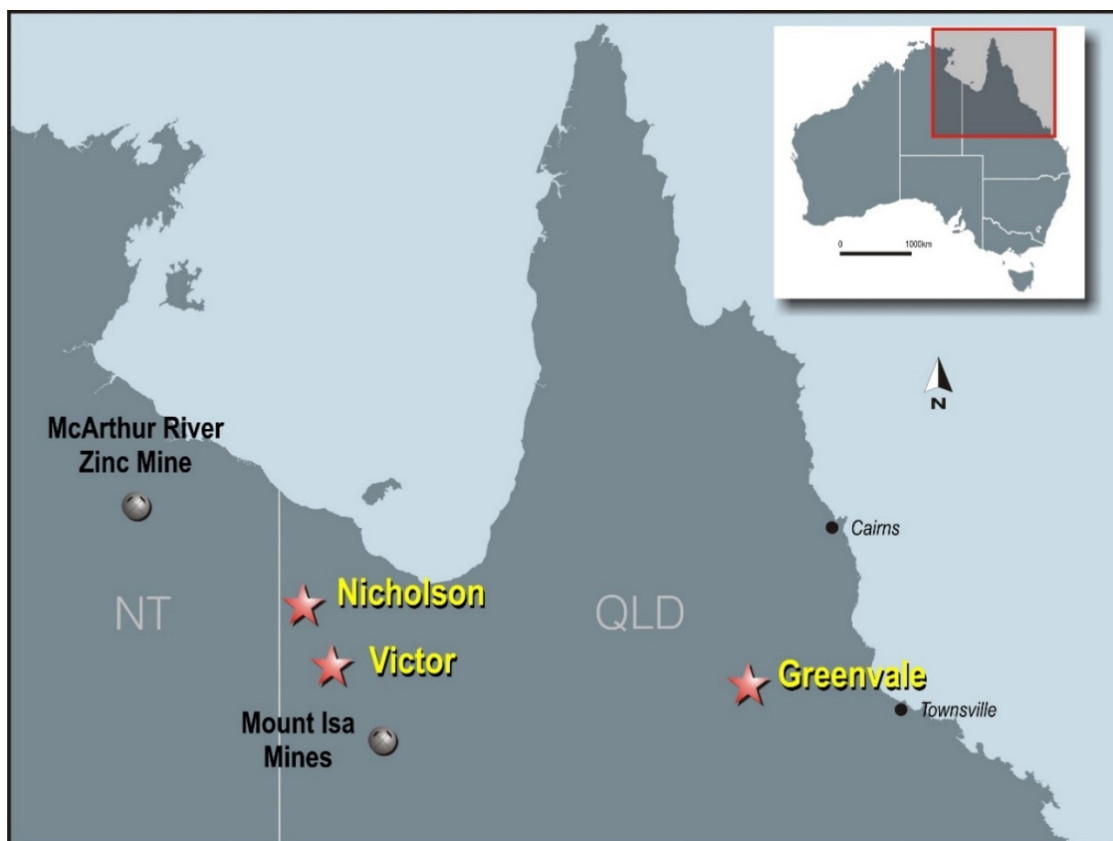 0 1000km
N
McArthur River
Zinc Mine
Cairns
NT
Nicholson
QLD
Victor
Greenvale
Mount Isa
Mines
Townsville